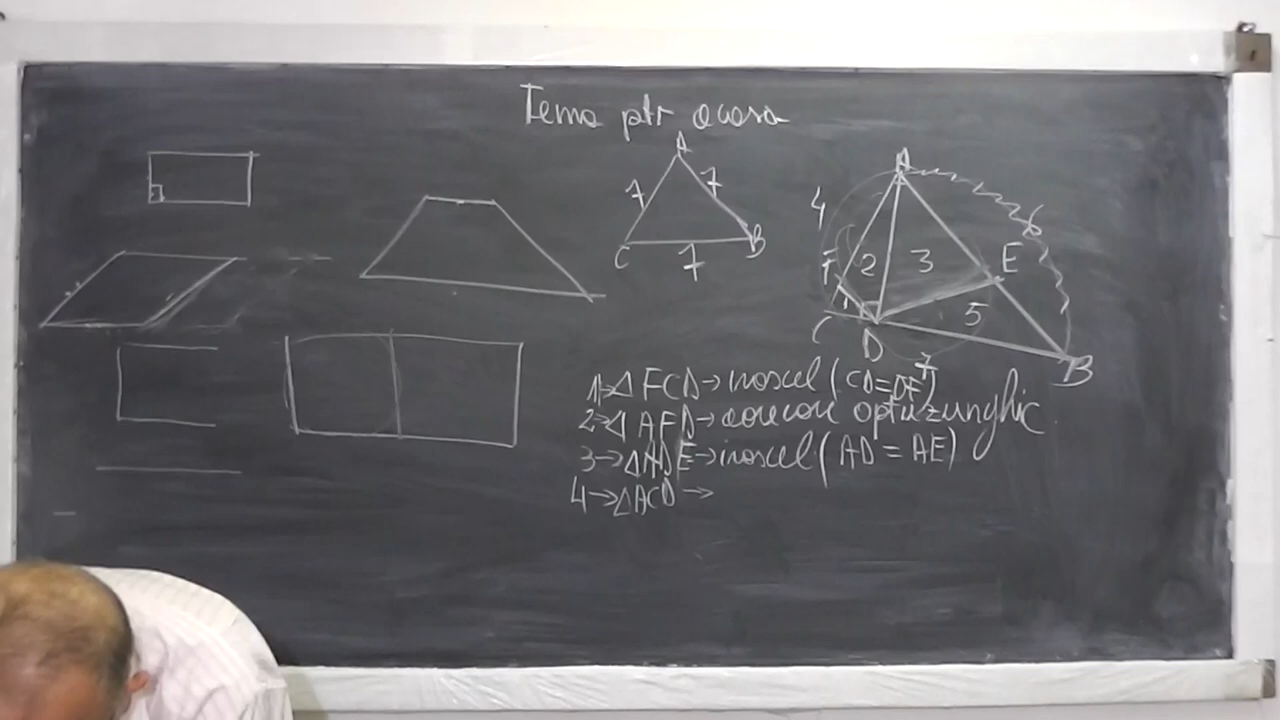 Tema ptr acasa
A
7 7
C 7 B
A
4 6
F 2 3 E
1 5
C D
7 B
1→△FCD→isoscel (CD=DF)
2→△AFD→oarecare optuzunghic
3→△ADE→isoscel (AD=AE)
4→△ACD→